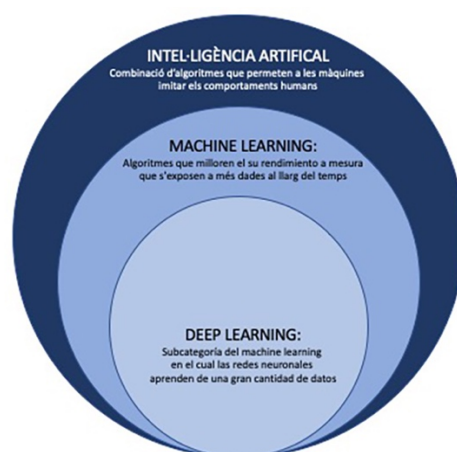 INTEL·LIGÈNCIA ARTIFICAL
Combinació d'algoritmes que permeten a les màquines
imitar els comportaments humans
MACHINE LEARNING:
Algoritmes que milloren el su rendimiento a mesura
que s'exposen a més dades al llarg del temps
DEEP LEARNING:
Subcategoría del machine learning
en el cual las redes neuronales
aprenden de una gran cantidad de datos